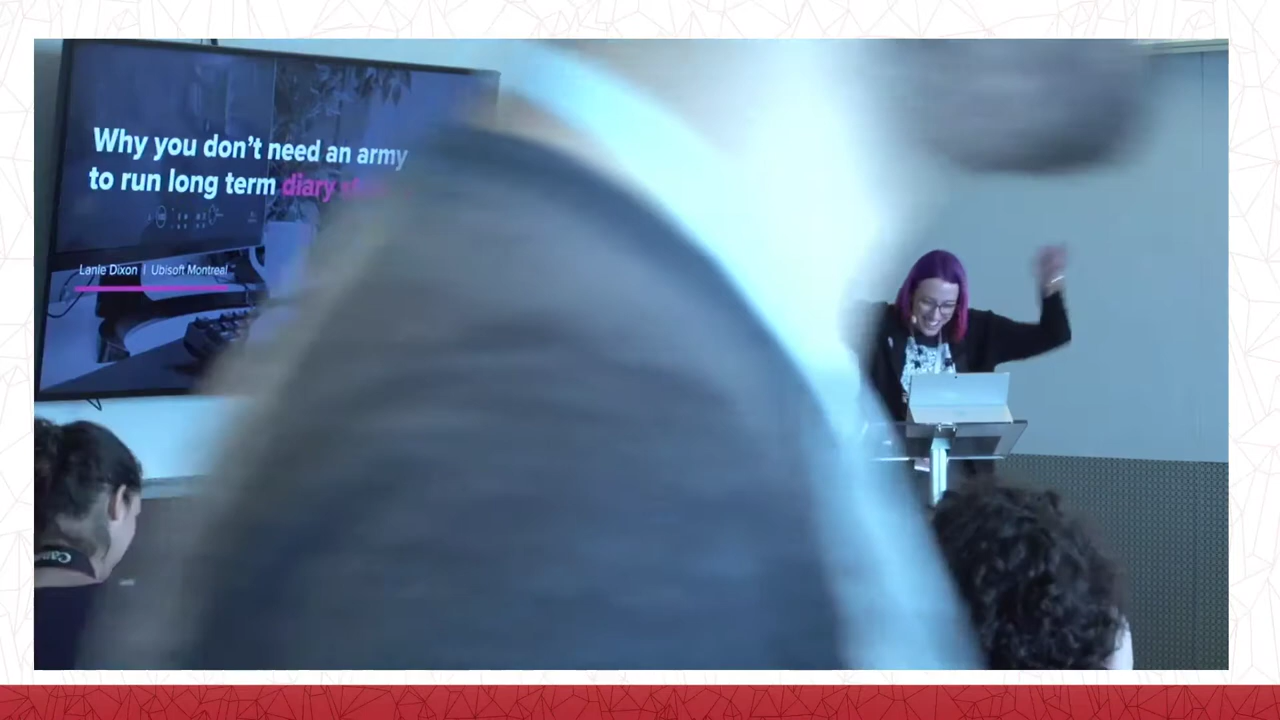 Why you don't need an army
to run long term diary
Lanie Dixon | Ubisoft Montreal